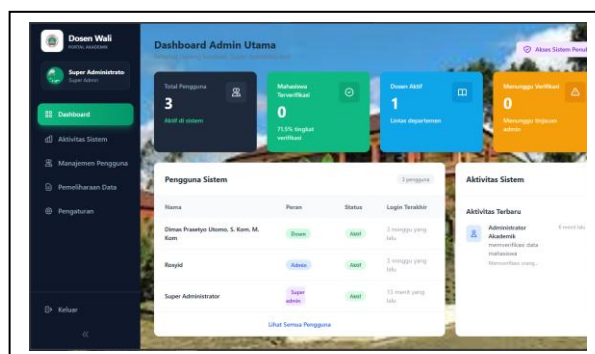 Dosen Wali
PORTAL AKADEMIK
Super Administrato
Super Admin
Dashboard
Aktivitas Sistem
Manajemen Pengguna
Pemeliharaan Data
Pengaturan
Keluar
Dashboard Admin Utama
Akses Sistem Penuh
Total Pengguna
3
Aktif di sistem
Mahasiswa
Terverifikasi
0
71.5% tingkat
verifikasi
Dosen Aktif
1
Lintas departemen
Menunggu Verifikasi
0
Menunggu tinjauan
admin
Pengguna Sistem
3 pengguna
Nama Peran Status Login Terakhir
Dimas Prasetyo Utomo, S. Kom, M.
Kom
Dosen Aktif
3 minggu yang
lalu
Rosyid Admin Aktif
3 minggu yang
lalu
Super Administrator
Super
admin
Aktif
13 menit yang
lalu
Lihat Semua Pengguna
Aktivitas Sistem
Aktivitas Terbaru
Administrator
Akademik
memverifikasi data
mahasiswa
6 menit lalu